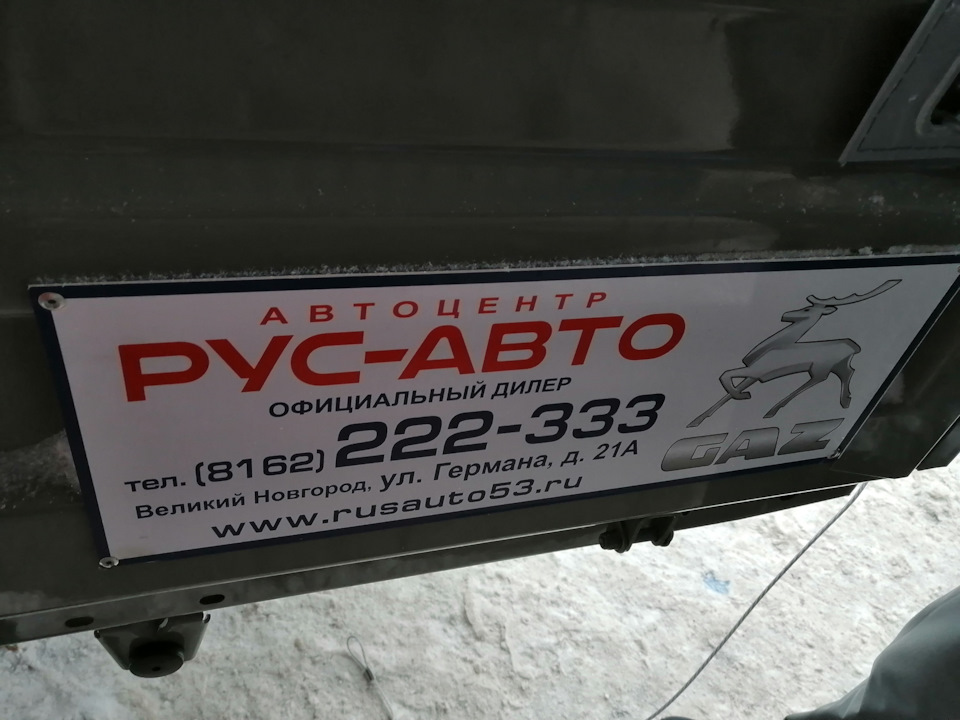 АВТОЦЕНТР
РУС-АВТО
ОФИЦИАЛЬНЫЙ ДИЛЕР
тел. (8162) 222-333
Великий Новгород, ул. Германа, д. 21А
www.rusauto53.ru
GAZ